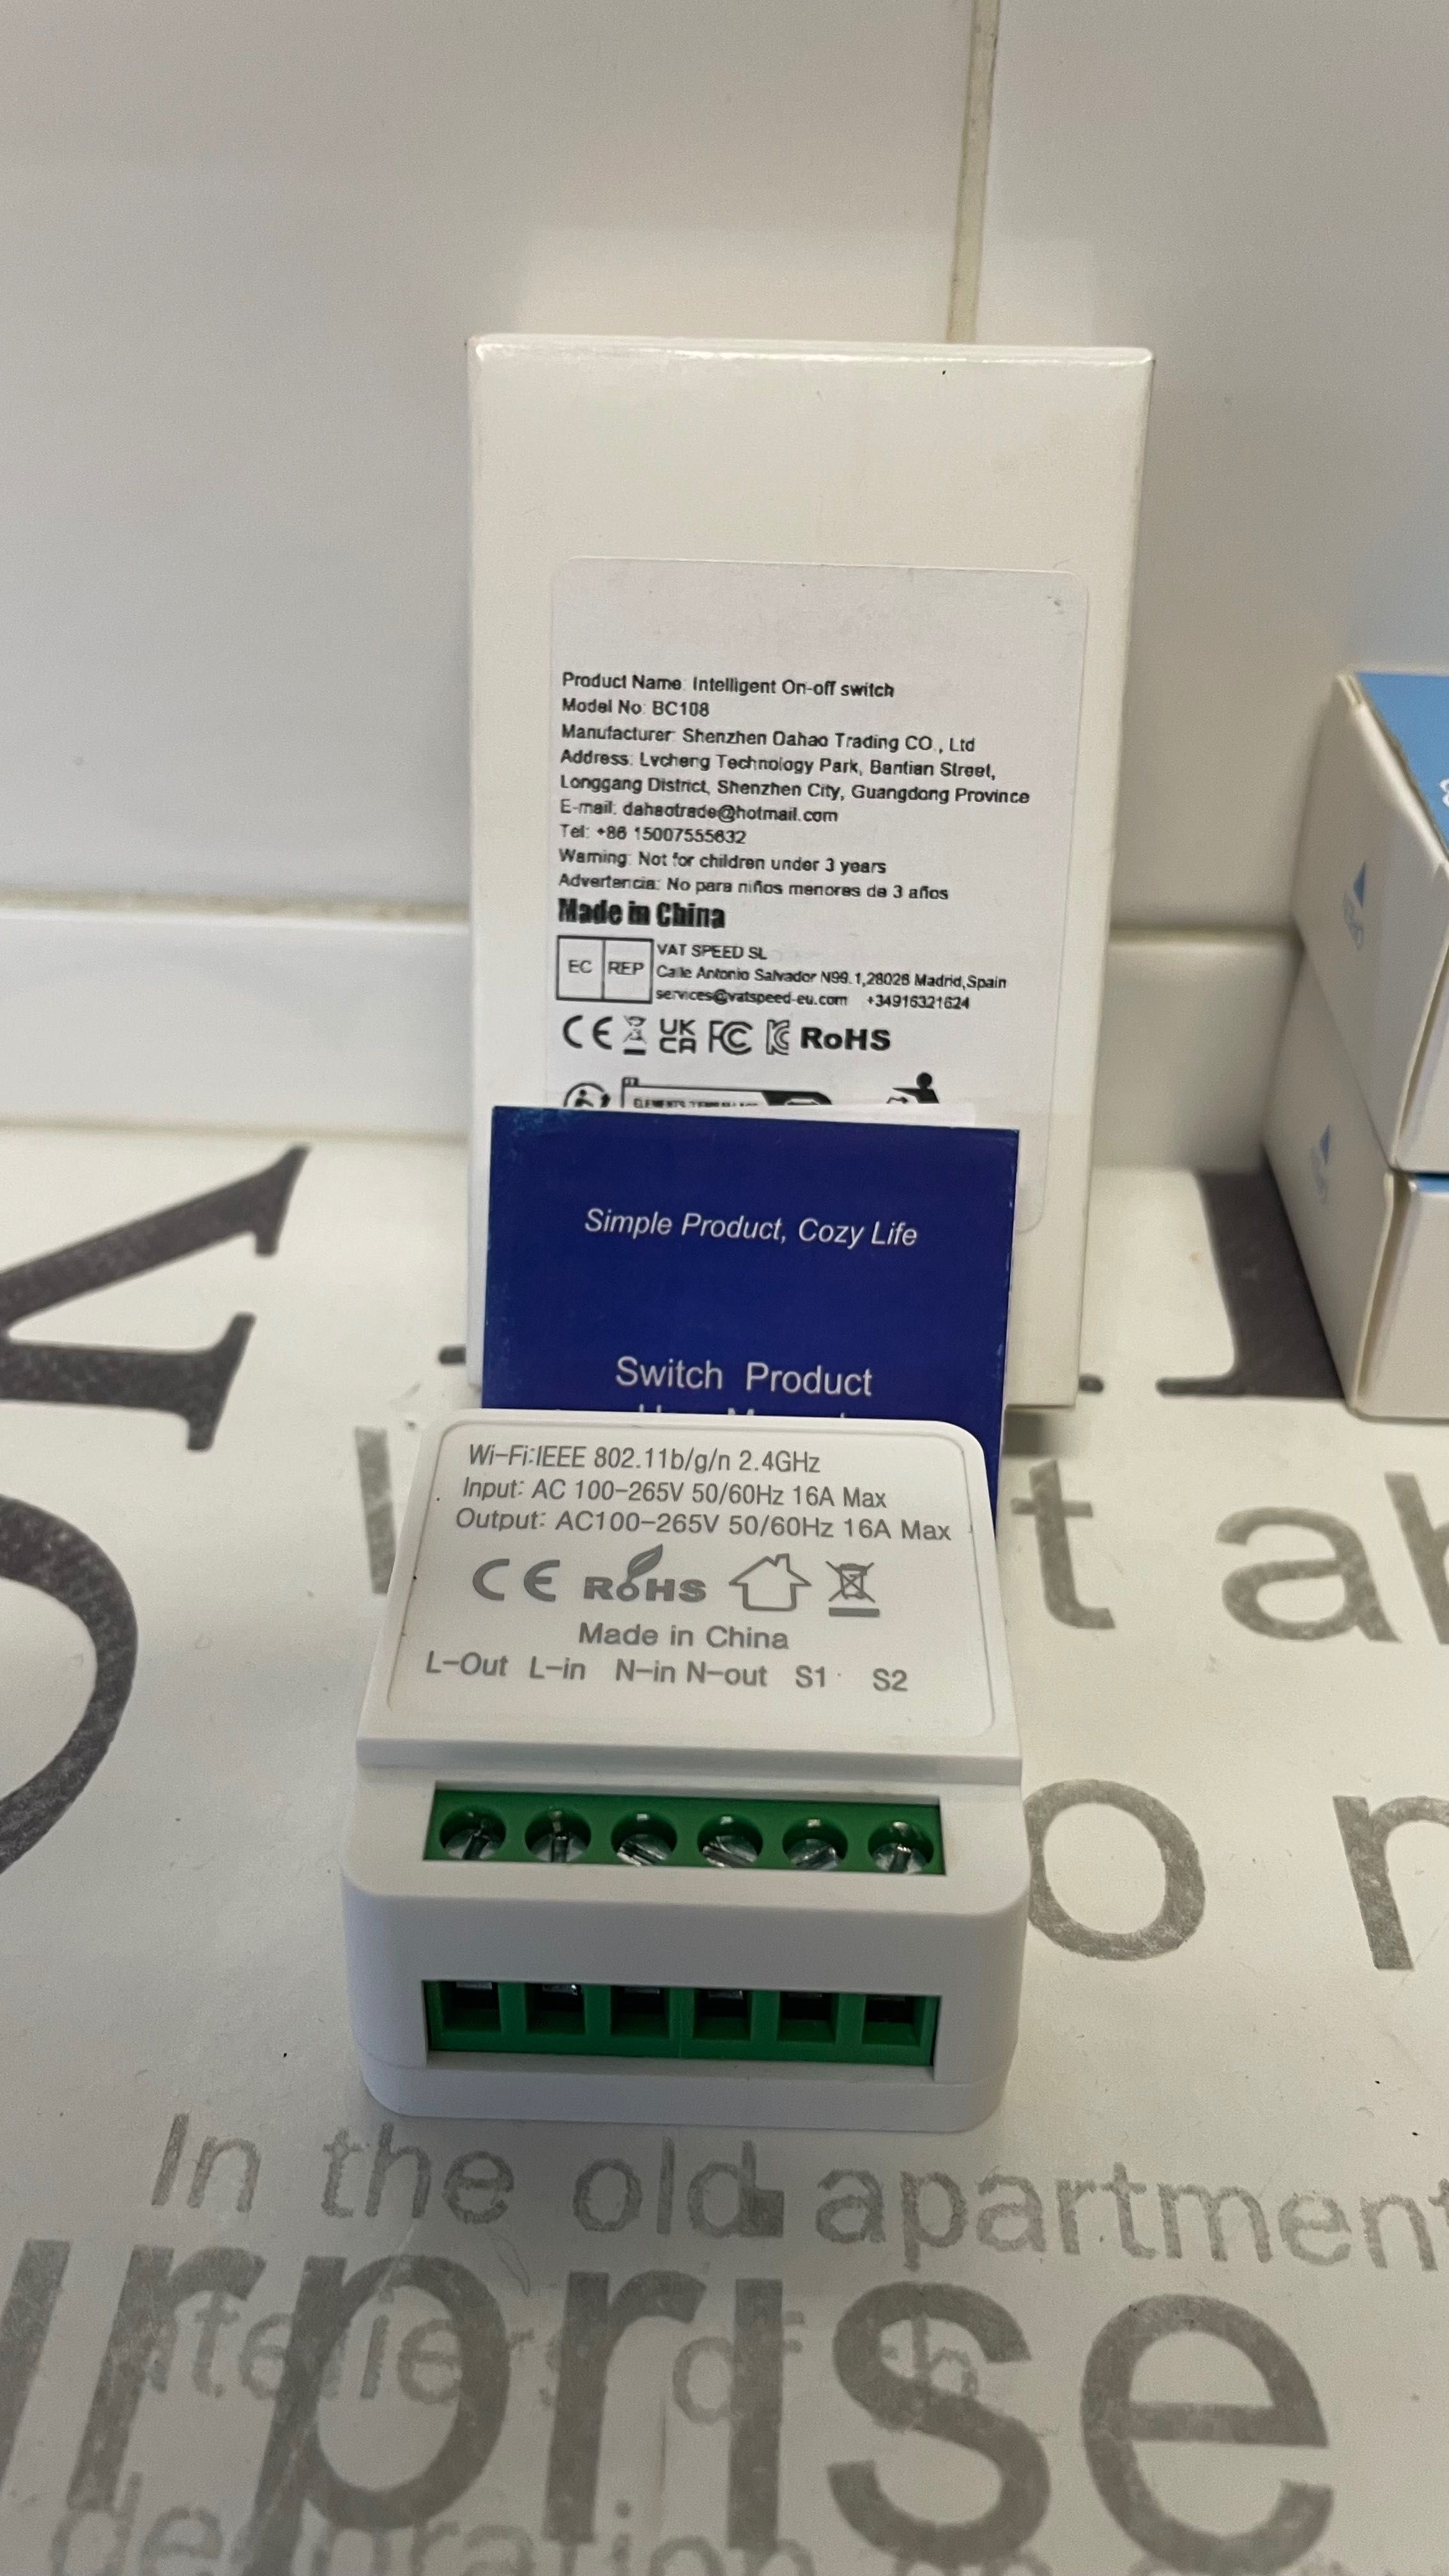 Product Name: Intelligent On-off switch
Model No: BC108
Manufacturer: Shenzhen Dahao Trading CO., Ltd
Address: Lvcheng Technology Park, Bantian Street,
Longgang District, Shenzhen City, Guangdong Province
E-mail: dahaotrade@hotmail.com
Tel: +86 15007555632
Warning: Not for children under 3 years
Advertencia: No para niños menores de 3 años
Made in China
EC REP
VAT SPEED SL
Calle Antonio Salvador N99.1,28026 Madrid,Spain
services@vatspeed-eu.com +34916321624
CE UK CA FC RoHS
Simple Product, Cozy Life
Switch Product
Wi-Fi:IEEE 802.11b/g/n 2.4GHz
Input: AC 100-265V 50/60Hz 16A Max
Output: AC100-265V 50/60Hz 16A Max
CE RoHS
Made in China
L-Out L-in N-in N-out S1 S2
In the old apartment
urprise